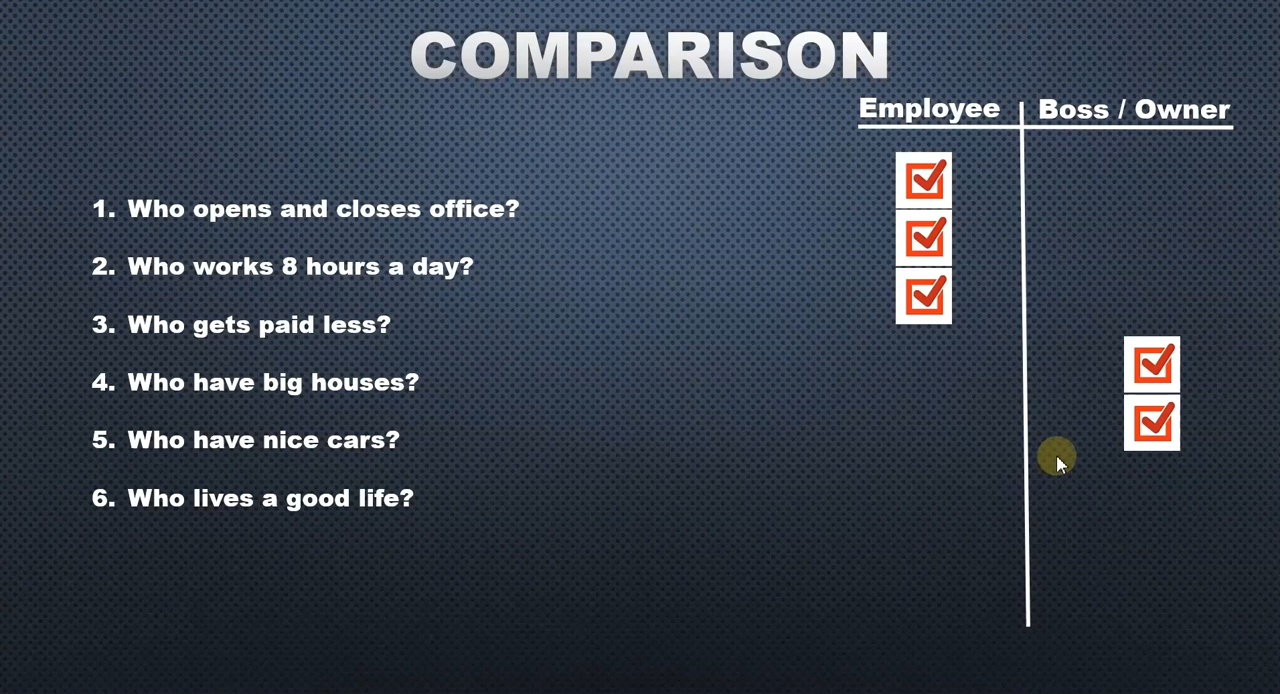 COMPARISON
Employee
Boss / Owner
1. Who opens and closes office?
2. Who works 8 hours a day?
3. Who gets paid less?
4. Who have big houses?
5. Who have nice cars?
6. Who lives a good life?